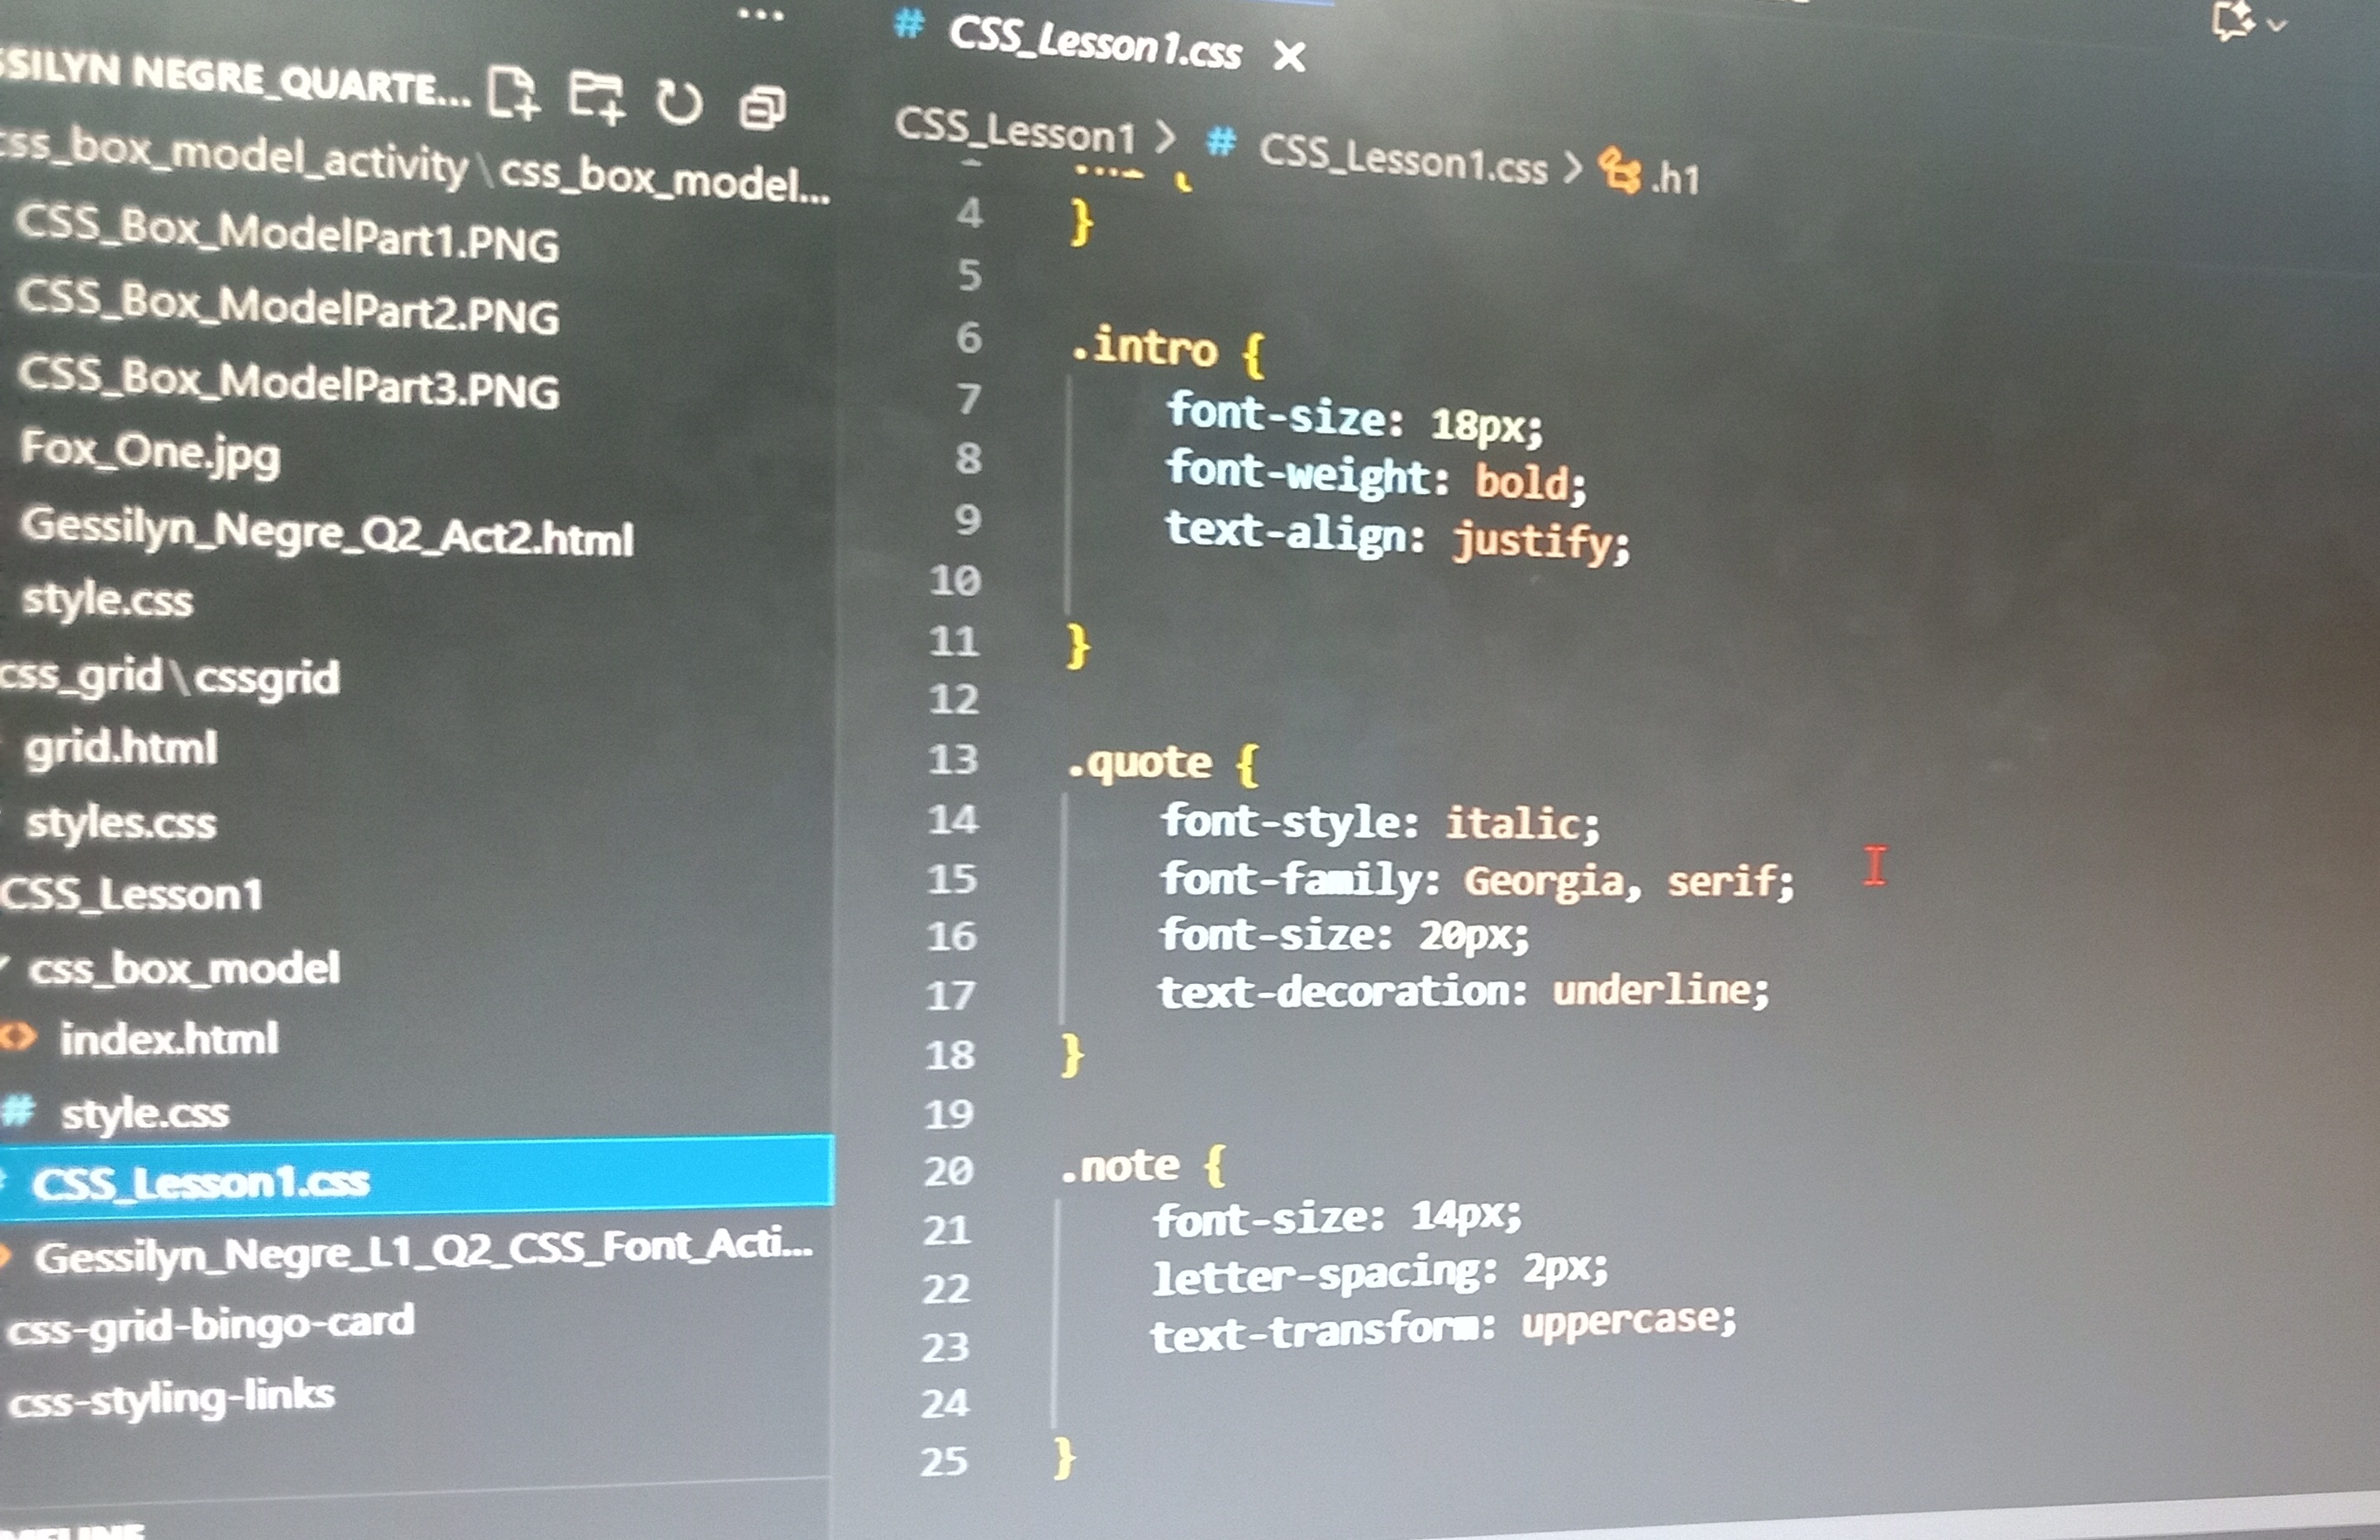 ...
SSILYN NEGRE_QUARTE...
css_box_model_activity\css_box_model...
CSS_Box_ModelPart1.PNG
CSS_Box_ModelPart2.PNG
CSS_Box_ModelPart3.PNG
Fox_One.jpg
Gessilyn_Negre_Q2_Act2.html
style.css
css_grid\cssgrid
grid.html
styles.css
CSS_Lesson1
css_box_model
<> index.html
# style.css
CSS_Lesson1.css
Gessilyn_Negre_L1_Q2_CSS_Font_Acti...
css-grid-bingo-card
css-styling-links
# CSS_Lesson1.css X
CSS_Lesson1 > # CSS_Lesson1.css > .h1
4 }
5
6 .intro {
7 font-size: 18px;
8 font-weight: bold;
9 text-align: justify;
10
11 }
12
13 .quote {
14 font-style: italic;
15 font-family: Georgia, serif;
16 font-size: 20px;
17 text-decoration: underline;
18 }
19
20 .note {
21 font-size: 14px;
22 letter-spacing: 2px;
23 text-transform: uppercase;
24
25 }